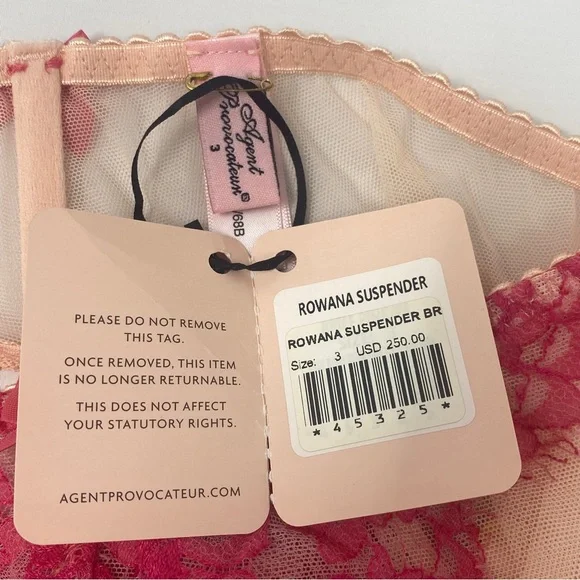 Agent
Provocateur®
3
/68B
PLEASE DO NOT REMOVE
THIS TAG.
ONCE REMOVED, THIS ITEM
IS NO LONGER RETURNABLE.
THIS DOES NOT AFFECT
YOUR STATUTORY RIGHTS.
AGENTPROVOCATEUR.COM
ROWANA SUSPENDER
ROWANA SUSPENDER BR
Size: 3 USD 250.00
*45325*